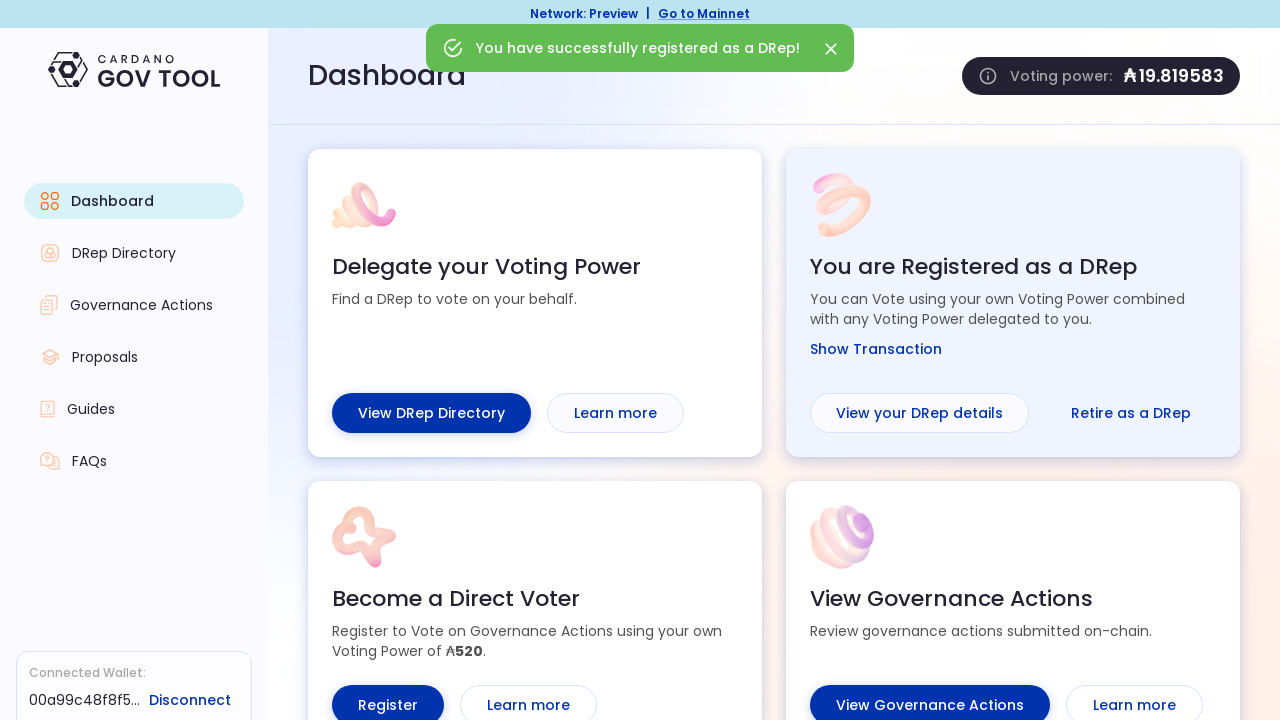 Network: Preview | Go to Mainnet
You have successfully registered as a DRep!
CARDANO
GOV TOOL
Dashboard
Voting power: ₳19.819583
Dashboard
DRep Directory
Governance Actions
Proposals
Guides
FAQs
Connected Wallet:
00a99c48f8f5... Disconnect
Delegate your Voting Power
Find a DRep to vote on your behalf.
View DRep Directory
Learn more
You are Registered as a DRep
You can Vote using your own Voting Power combined
with any Voting Power delegated to you.
Show Transaction
View your DRep details
Retire as a DRep
Become a Direct Voter
Register to Vote on Governance Actions using your own
Voting Power of ₳520.
Register
Learn more
View Governance Actions
Review governance actions submitted on-chain.
View Governance Actions
Learn more